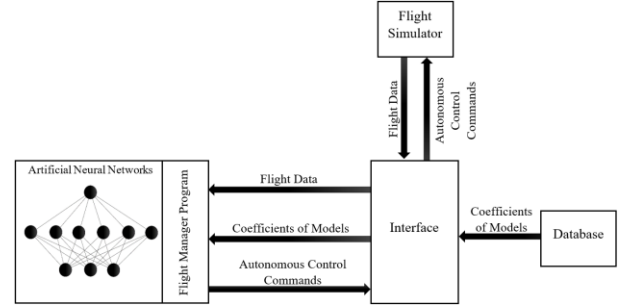 Flight
Simulator
Flight Data
Autonomous
Control
Commands
Artificial Neural Networks
Flight Manager Program
Flight Data
Coefficients of Models
Autonomous Control
Commands
Interface
Coefficients
of Models
Database